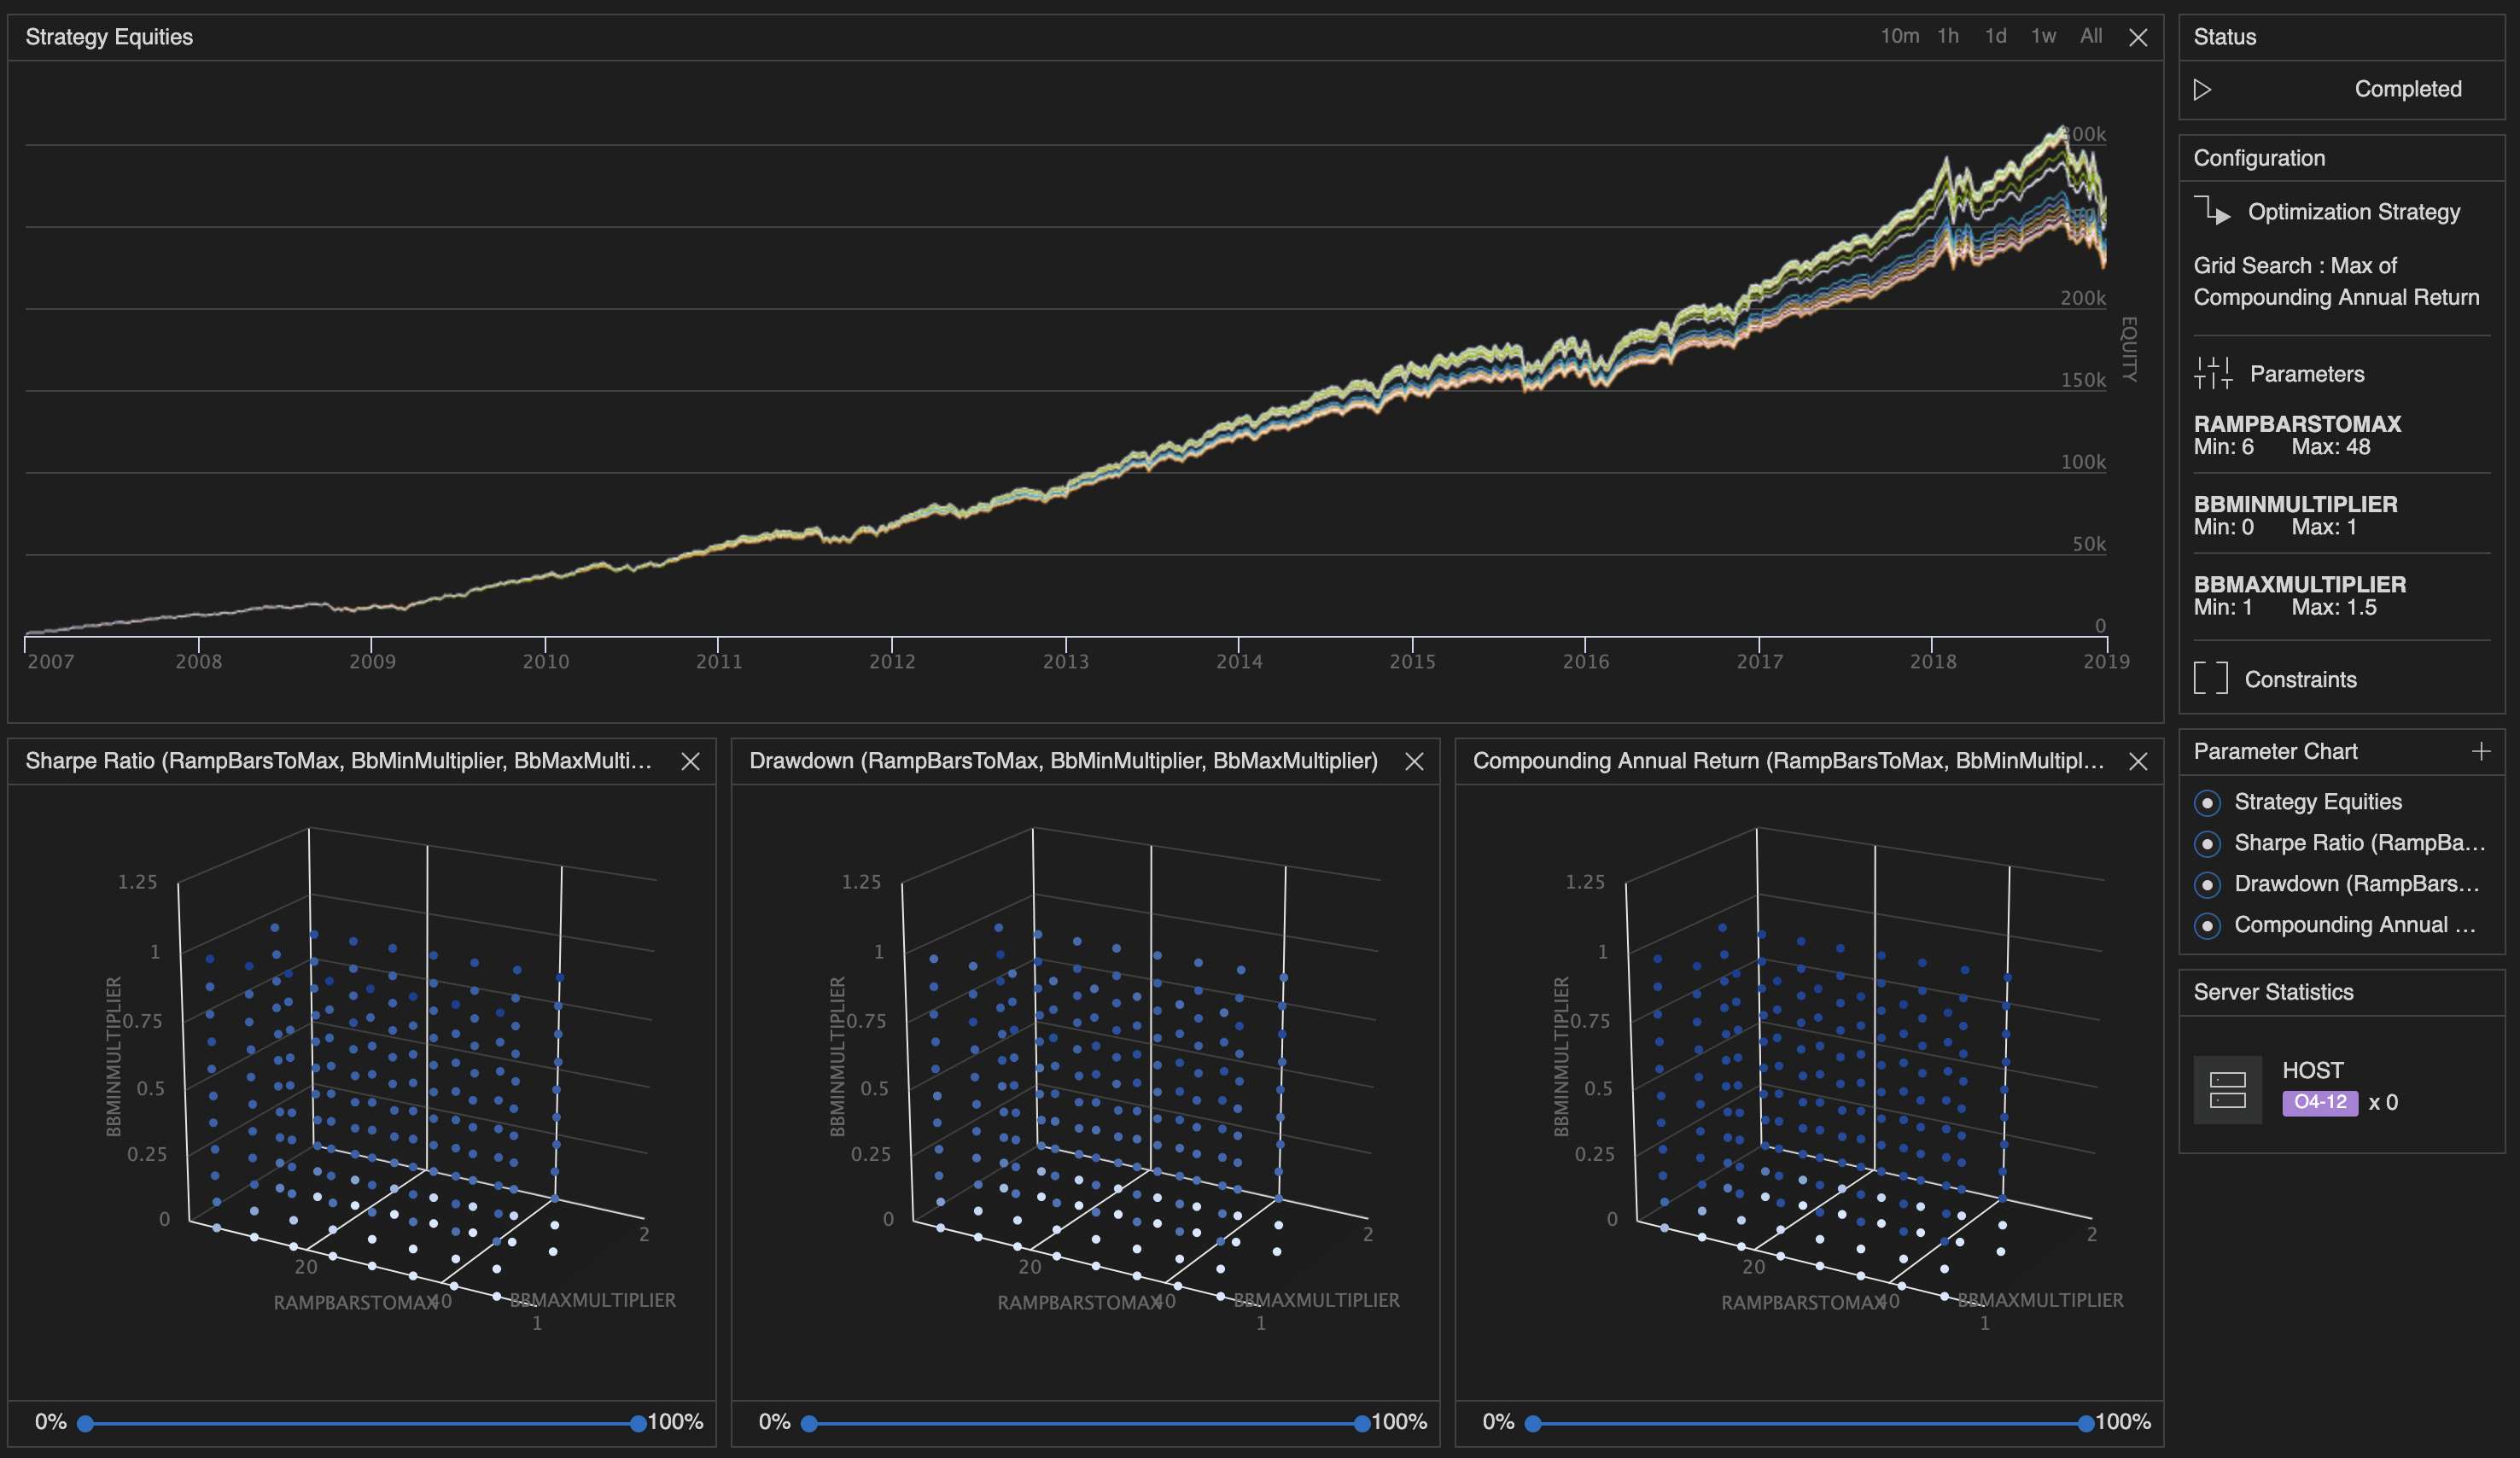 Strategy Equities
10m 1h 1d 1w All
300k
200k
150k
100k
50k
0
EQUITY
2007 2008 2009 2010 2011 2012 2013 2014 2015 2016 2017 2018 2019
Sharpe Ratio (RampBarsToMax, BbMinMultiplier, BbMaxMulti...
1.25
1
0.75
0.5
0.25
0
BBMINMULTIPLIER
20
40
RAMPBARSTOMAX
BBMAXMULTIPLIER
1
2
0% 100%
Drawdown (RampBarsToMax, BbMinMultiplier, BbMaxMultiplier)
1.25
1
0.75
0.5
0.25
0
BBMINMULTIPLIER
20
40
RAMPBARSTOMAX
BBMAXMULTIPLIER
1
2
0% 100%
Compounding Annual Return (RampBarsToMax, BbMinMultipl...
1.25
1
0.75
0.5
0.25
0
BBMINMULTIPLIER
20
40
RAMPBARSTOMAX
BBMAXMULTIPLIER
1
2
0% 100%
Status
Completed
Configuration
Optimization Strategy
Grid Search : Max of
Compounding Annual Return
Parameters
RAMPBARSTOMAX
Min: 6 Max: 48
BBMINMULTIPLIER
Min: 0 Max: 1
BBMAXMULTIPLIER
Min: 1 Max: 1.5
Constraints
Parameter Chart
Strategy Equities
Sharpe Ratio (RampBa...
Drawdown (RampBars...
Compounding Annual ...
Server Statistics
HOST
O4-12 x 0